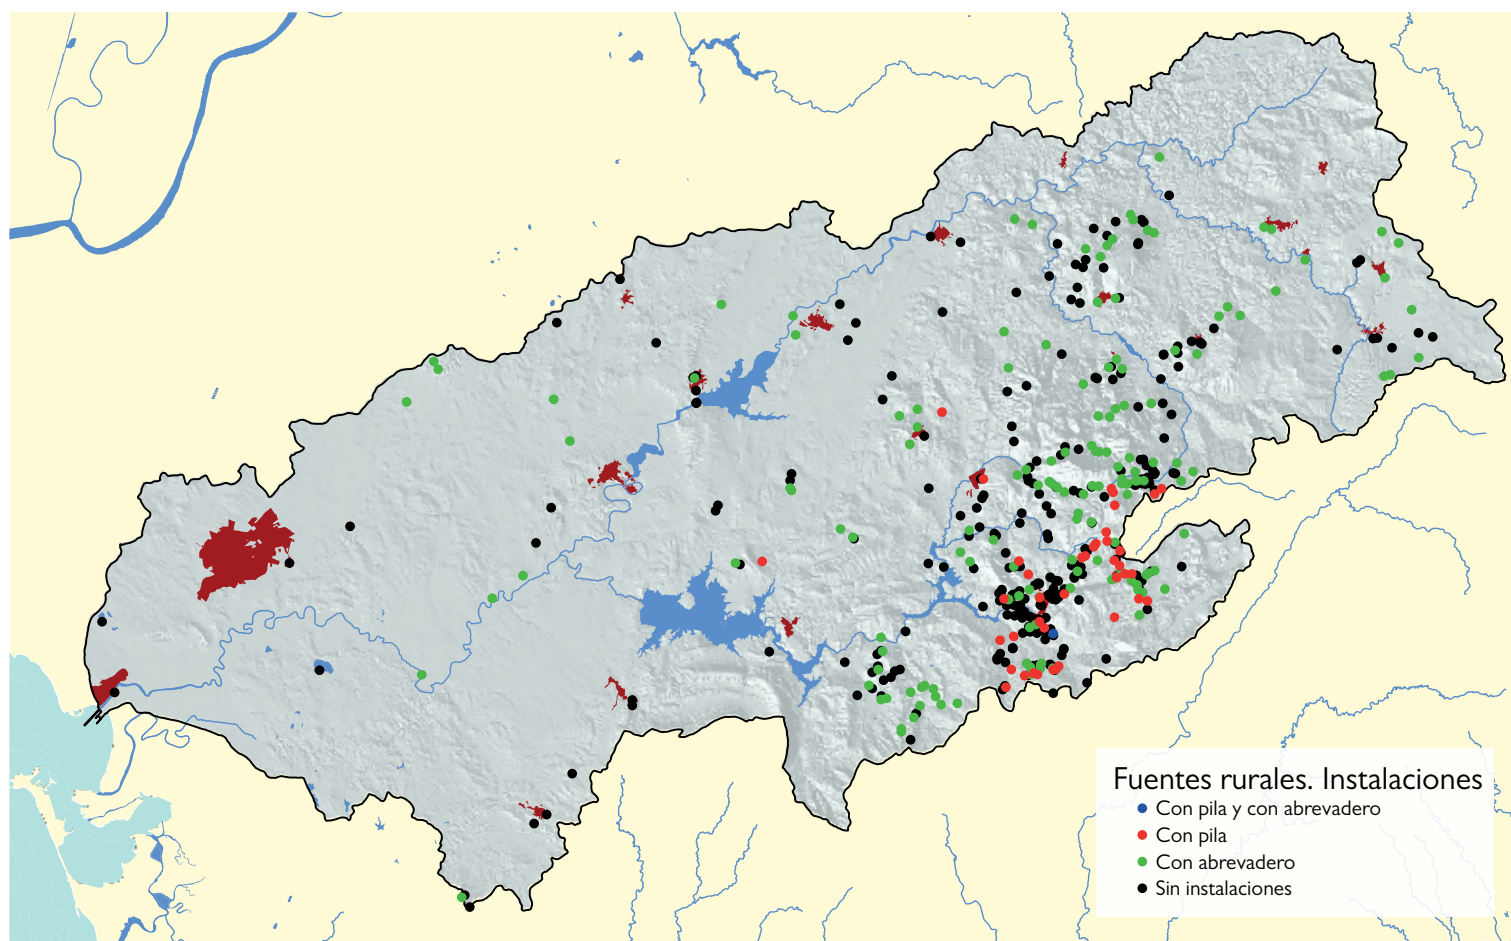 Fuentes rurales. Instalaciones
Con pila y con abrevadero
Con pila
Con abrevadero
Sin instalaciones